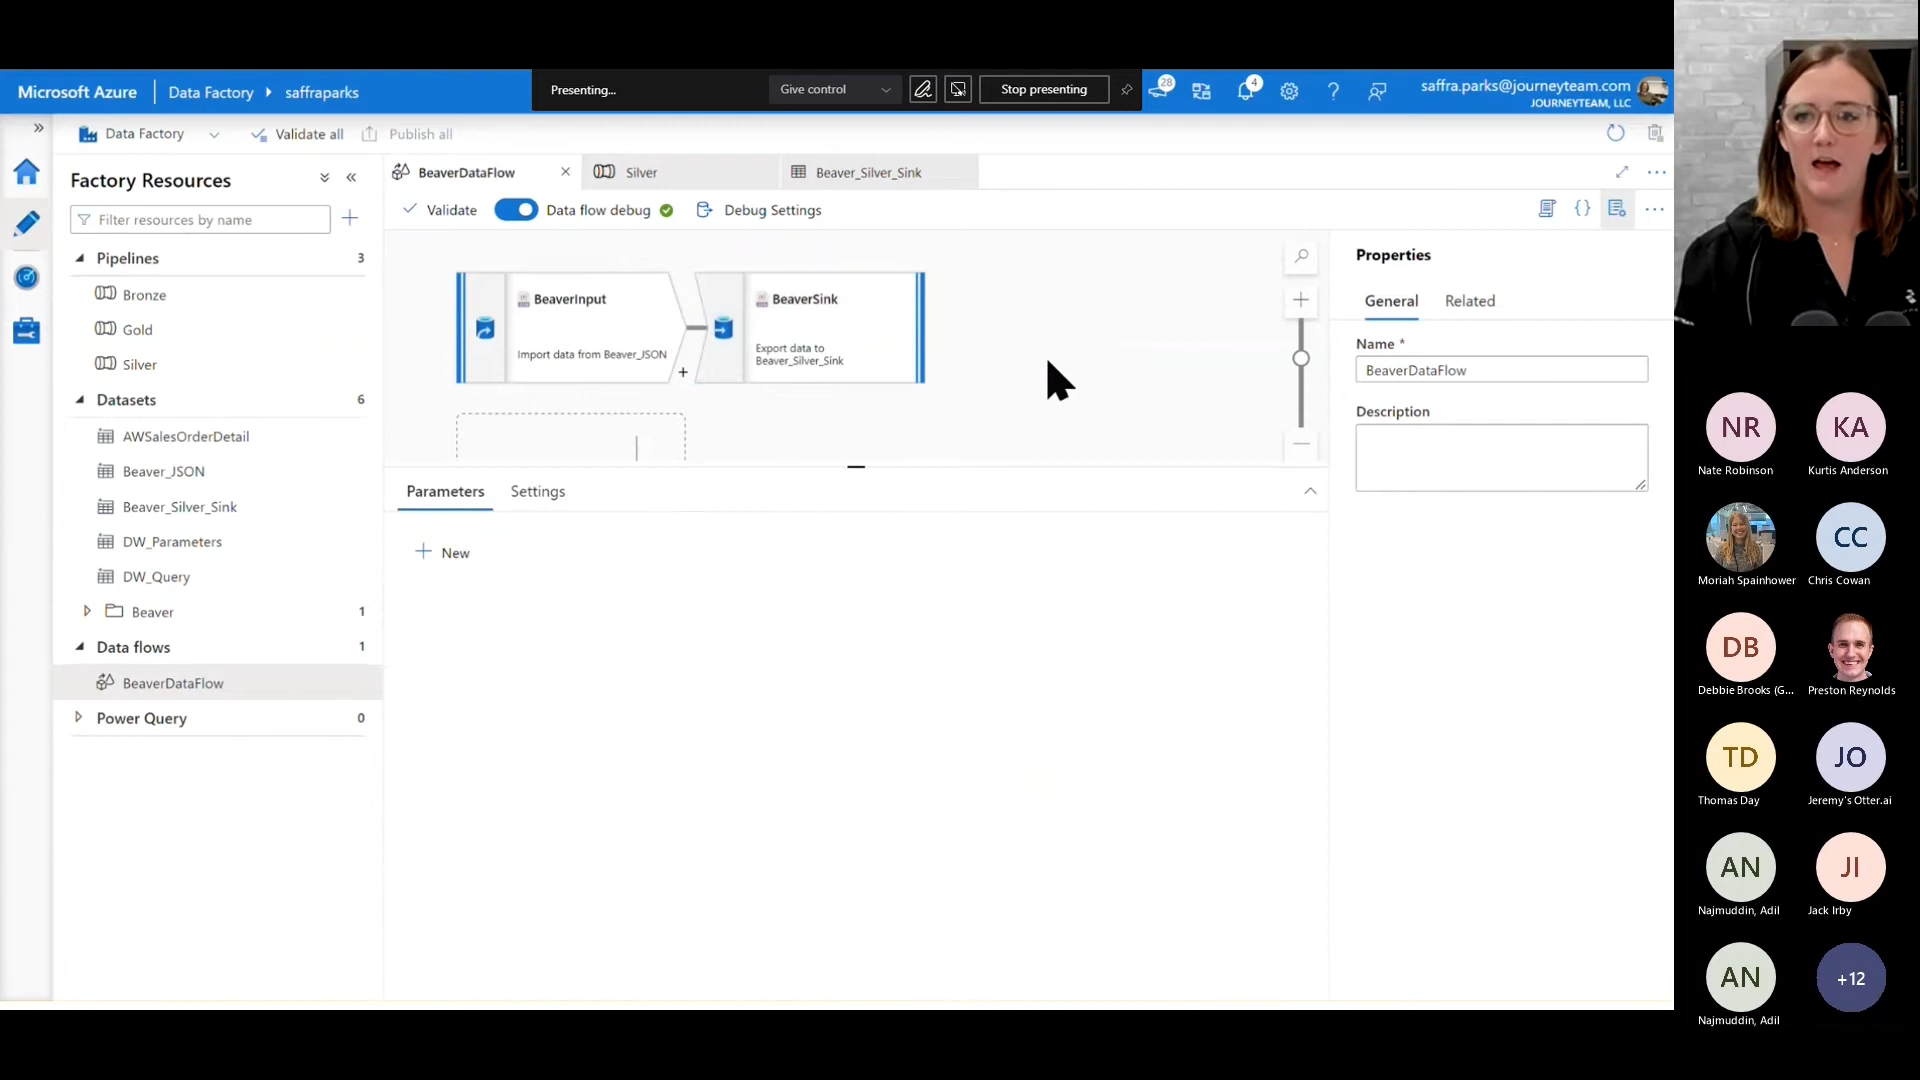 Microsoft Azure
Data Factory
saffraparks
Presenting...
Give control
Stop presenting
28
4
saffra.parks@journeyteam.com
JOURNEYTEAM, LLC
Data Factory
Validate all
Publish all
Factory Resources
Filter resources by name
Pipelines 3
Bronze
Gold
Silver
Datasets 6
AWSalesOrderDetail
Beaver_JSON
Beaver_Silver_Sink
DW_Parameters
DW_Query
Beaver 1
Data flows 1
BeaverDataFlow
Power Query 0
BeaverDataFlow
Silver
Beaver_Silver_Sink
Validate
Data flow debug
Debug Settings
BeaverInput
Import data from Beaver_JSON
BeaverSink
Export data to
Beaver_Silver_Sink
Parameters
Settings
New
Properties
General
Related
Name *
BeaverDataFlow
Description
NR
Nate Robinson
KA
Kurtis Anderson
Moriah Spainhower
CC
Chris Cowan
DB
Debbie Brooks (G...
Preston Reynolds
TD
Thomas Day
JO
Jeremy's Otter.ai
AN
Najmuddin, Adil
JI
Jack Irby
AN
Najmuddin, Adil
+12